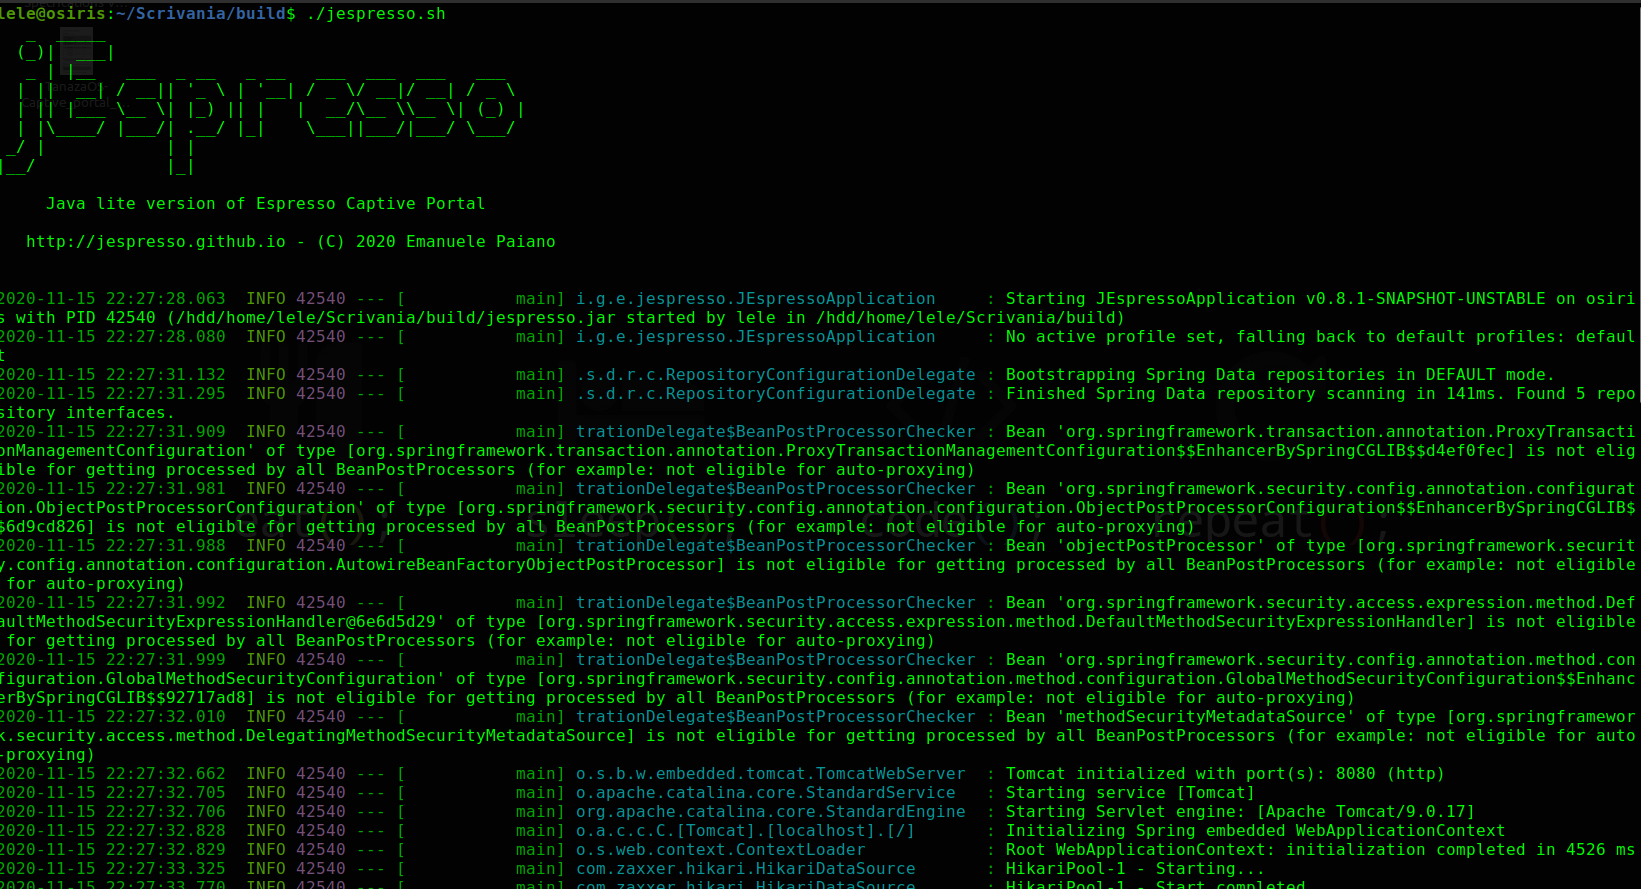 lele@osiris:~/Scrivania/build$ ./jespresso.sh
jespresso
Java lite version of Espresso Captive Portal
http://jespresso.github.io - (C) 2020 Emanuele Paiano
2020-11-15 22:27:28.063  INFO 42540 --- [           main] i.g.e.jespresso.JEspressoApplication     : Starting JEspressoApplication v0.8.1-SNAPSHOT-UNSTABLE on osiri
s with PID 42540 (/hdd/home/lele/Scrivania/build/jespresso.jar started by lele in /hdd/home/lele/Scrivania/build)
2020-11-15 22:27:28.080  INFO 42540 --- [           main] i.g.e.jespresso.JEspressoApplication     : No active profile set, falling back to default profiles: defaul
t
2020-11-15 22:27:31.132  INFO 42540 --- [           main] .s.d.r.c.RepositoryConfigurationDelegate : Bootstrapping Spring Data repositories in DEFAULT mode.
2020-11-15 22:27:31.295  INFO 42540 --- [           main] .s.d.r.c.RepositoryConfigurationDelegate : Finished Spring Data repository scanning in 141ms. Found 5 repo
sitory interfaces.
2020-11-15 22:27:31.909  INFO 42540 --- [           main] trationDelegate$BeanPostProcessorChecker : Bean 'org.springframework.transaction.annotation.ProxyTransacti
onManagementConfiguration' of type [org.springframework.transaction.annotation.ProxyTransactionManagementConfiguration$$EnhancerBySpringCGLIB$$d4ef0fec] is not elig
ible for getting processed by all BeanPostProcessors (for example: not eligible for auto-proxying)
2020-11-15 22:27:31.981  INFO 42540 --- [           main] trationDelegate$BeanPostProcessorChecker : Bean 'org.springframework.security.config.annotation.configurat
ion.ObjectPostProcessorConfiguration' of type [org.springframework.security.config.annotation.configuration.ObjectPostProcessorConfiguration$$EnhancerBySpringCGLIB$
$6d9cd826] is not eligible for getting processed by all BeanPostProcessors (for example: not eligible for auto-proxying)
2020-11-15 22:27:31.988  INFO 42540 --- [           main] trationDelegate$BeanPostProcessorChecker : Bean 'objectPostProcessor' of type [org.springframework.securit
y.config.annotation.configuration.AutowireBeanFactoryObjectPostProcessor] is not eligible for getting processed by all BeanPostProcessors (for example: not eligible
 for auto-proxying)
2020-11-15 22:27:31.992  INFO 42540 --- [           main] trationDelegate$BeanPostProcessorChecker : Bean 'org.springframework.security.access.expression.method.Def
aultMethodSecurityExpressionHandler@6e6d5d29' of type [org.springframework.security.access.expression.method.DefaultMethodSecurityExpressionHandler] is not eligible
 for getting processed by all BeanPostProcessors (for example: not eligible for auto-proxying)
2020-11-15 22:27:31.999  INFO 42540 --- [           main] trationDelegate$BeanPostProcessorChecker : Bean 'org.springframework.security.config.annotation.method.con
figuration.GlobalMethodSecurityConfiguration' of type [org.springframework.security.config.annotation.method.configuration.GlobalMethodSecurityConfiguration$$Enhanc
erBySpringCGLIB$$92717ad8] is not eligible for getting processed by all BeanPostProcessors (for example: not eligible for auto-proxying)
2020-11-15 22:27:32.010  INFO 42540 --- [           main] trationDelegate$BeanPostProcessorChecker : Bean 'methodSecurityMetadataSource' of type [org.springframewor
k.security.access.method.DelegatingMethodSecurityMetadataSource] is not eligible for getting processed by all BeanPostProcessors (for example: not eligible for auto
-proxying)
2020-11-15 22:27:32.662  INFO 42540 --- [           main] o.s.b.w.embedded.tomcat.TomcatWebServer  : Tomcat initialized with port(s): 8080 (http)
2020-11-15 22:27:32.705  INFO 42540 --- [           main] o.apache.catalina.core.StandardService   : Starting service [Tomcat]
2020-11-15 22:27:32.706  INFO 42540 --- [           main] org.apache.catalina.core.StandardEngine  : Starting Servlet engine: [Apache Tomcat/9.0.17]
2020-11-15 22:27:32.828  INFO 42540 --- [           main] o.a.c.c.C.[Tomcat].[localhost].[/]       : Initializing Spring embedded WebApplicationContext
2020-11-15 22:27:32.829  INFO 42540 --- [           main] o.s.web.context.ContextLoader            : Root WebApplicationContext: initialization completed in 4526 ms
2020-11-15 22:27:33.325  INFO 42540 --- [           main] com.zaxxer.hikari.HikariDataSource       : HikariPool-1 - Starting...
2020-11-15 22:27:33.770  INFO 42540 --- [           main] com.zaxxer.hikari.HikariDataSource       : HikariPool-1 - Start completed.
eat(); sleep(); code(); repeat();